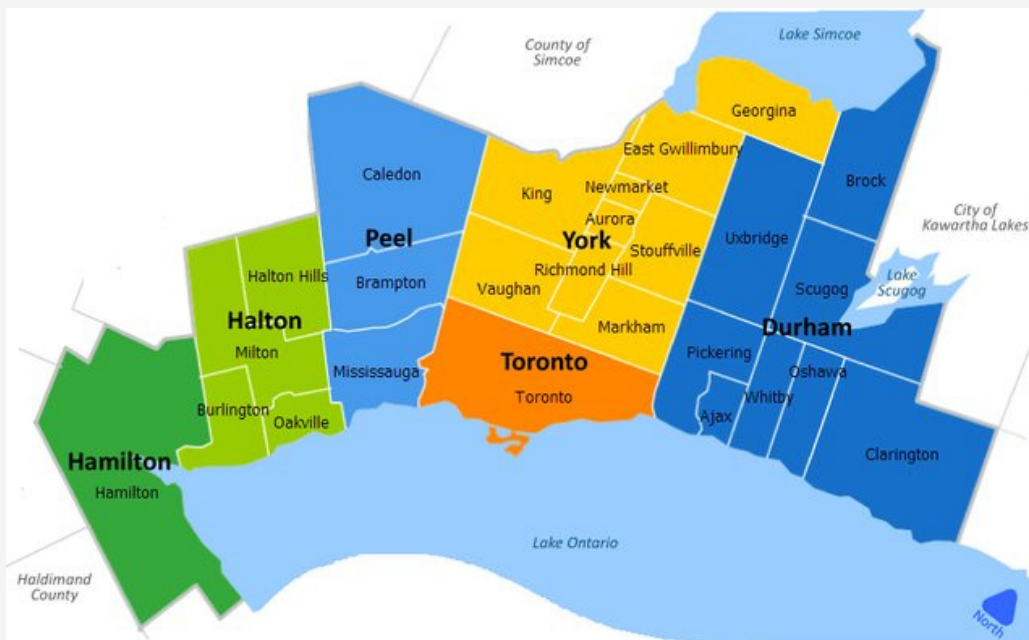 Lake Simcoe
County of
Simcoe
Georgina
East Gwillimbury
Caledon
King
Newmarket
Brock
Aurora
City of
Kawartha Lakes
Peel
York
Uxbridge
Stouffville
Halton Hills
Brampton
Richmond Hill
Vaughan
Scugog
Lake
Scugog
Halton
Markham
Durham
Milton
Pickering
Toronto
Mississauga
Oshawa
Toronto
Whitby
Burlington
Oakville
Ajax
Clarington
Hamilton
Hamilton
Lake Ontario
Haldimand
County
North